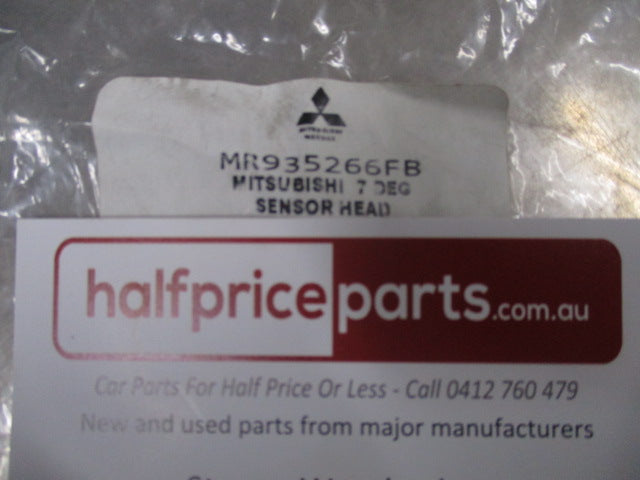 MITSUBISHI
MR935266FB
MITSUBISHI 7 DEG
SENSOR HEAD
halfpriceparts.com.au
Car Parts For Half Price Or Less - Call 0412 760 479
New and used parts from major manufacturers